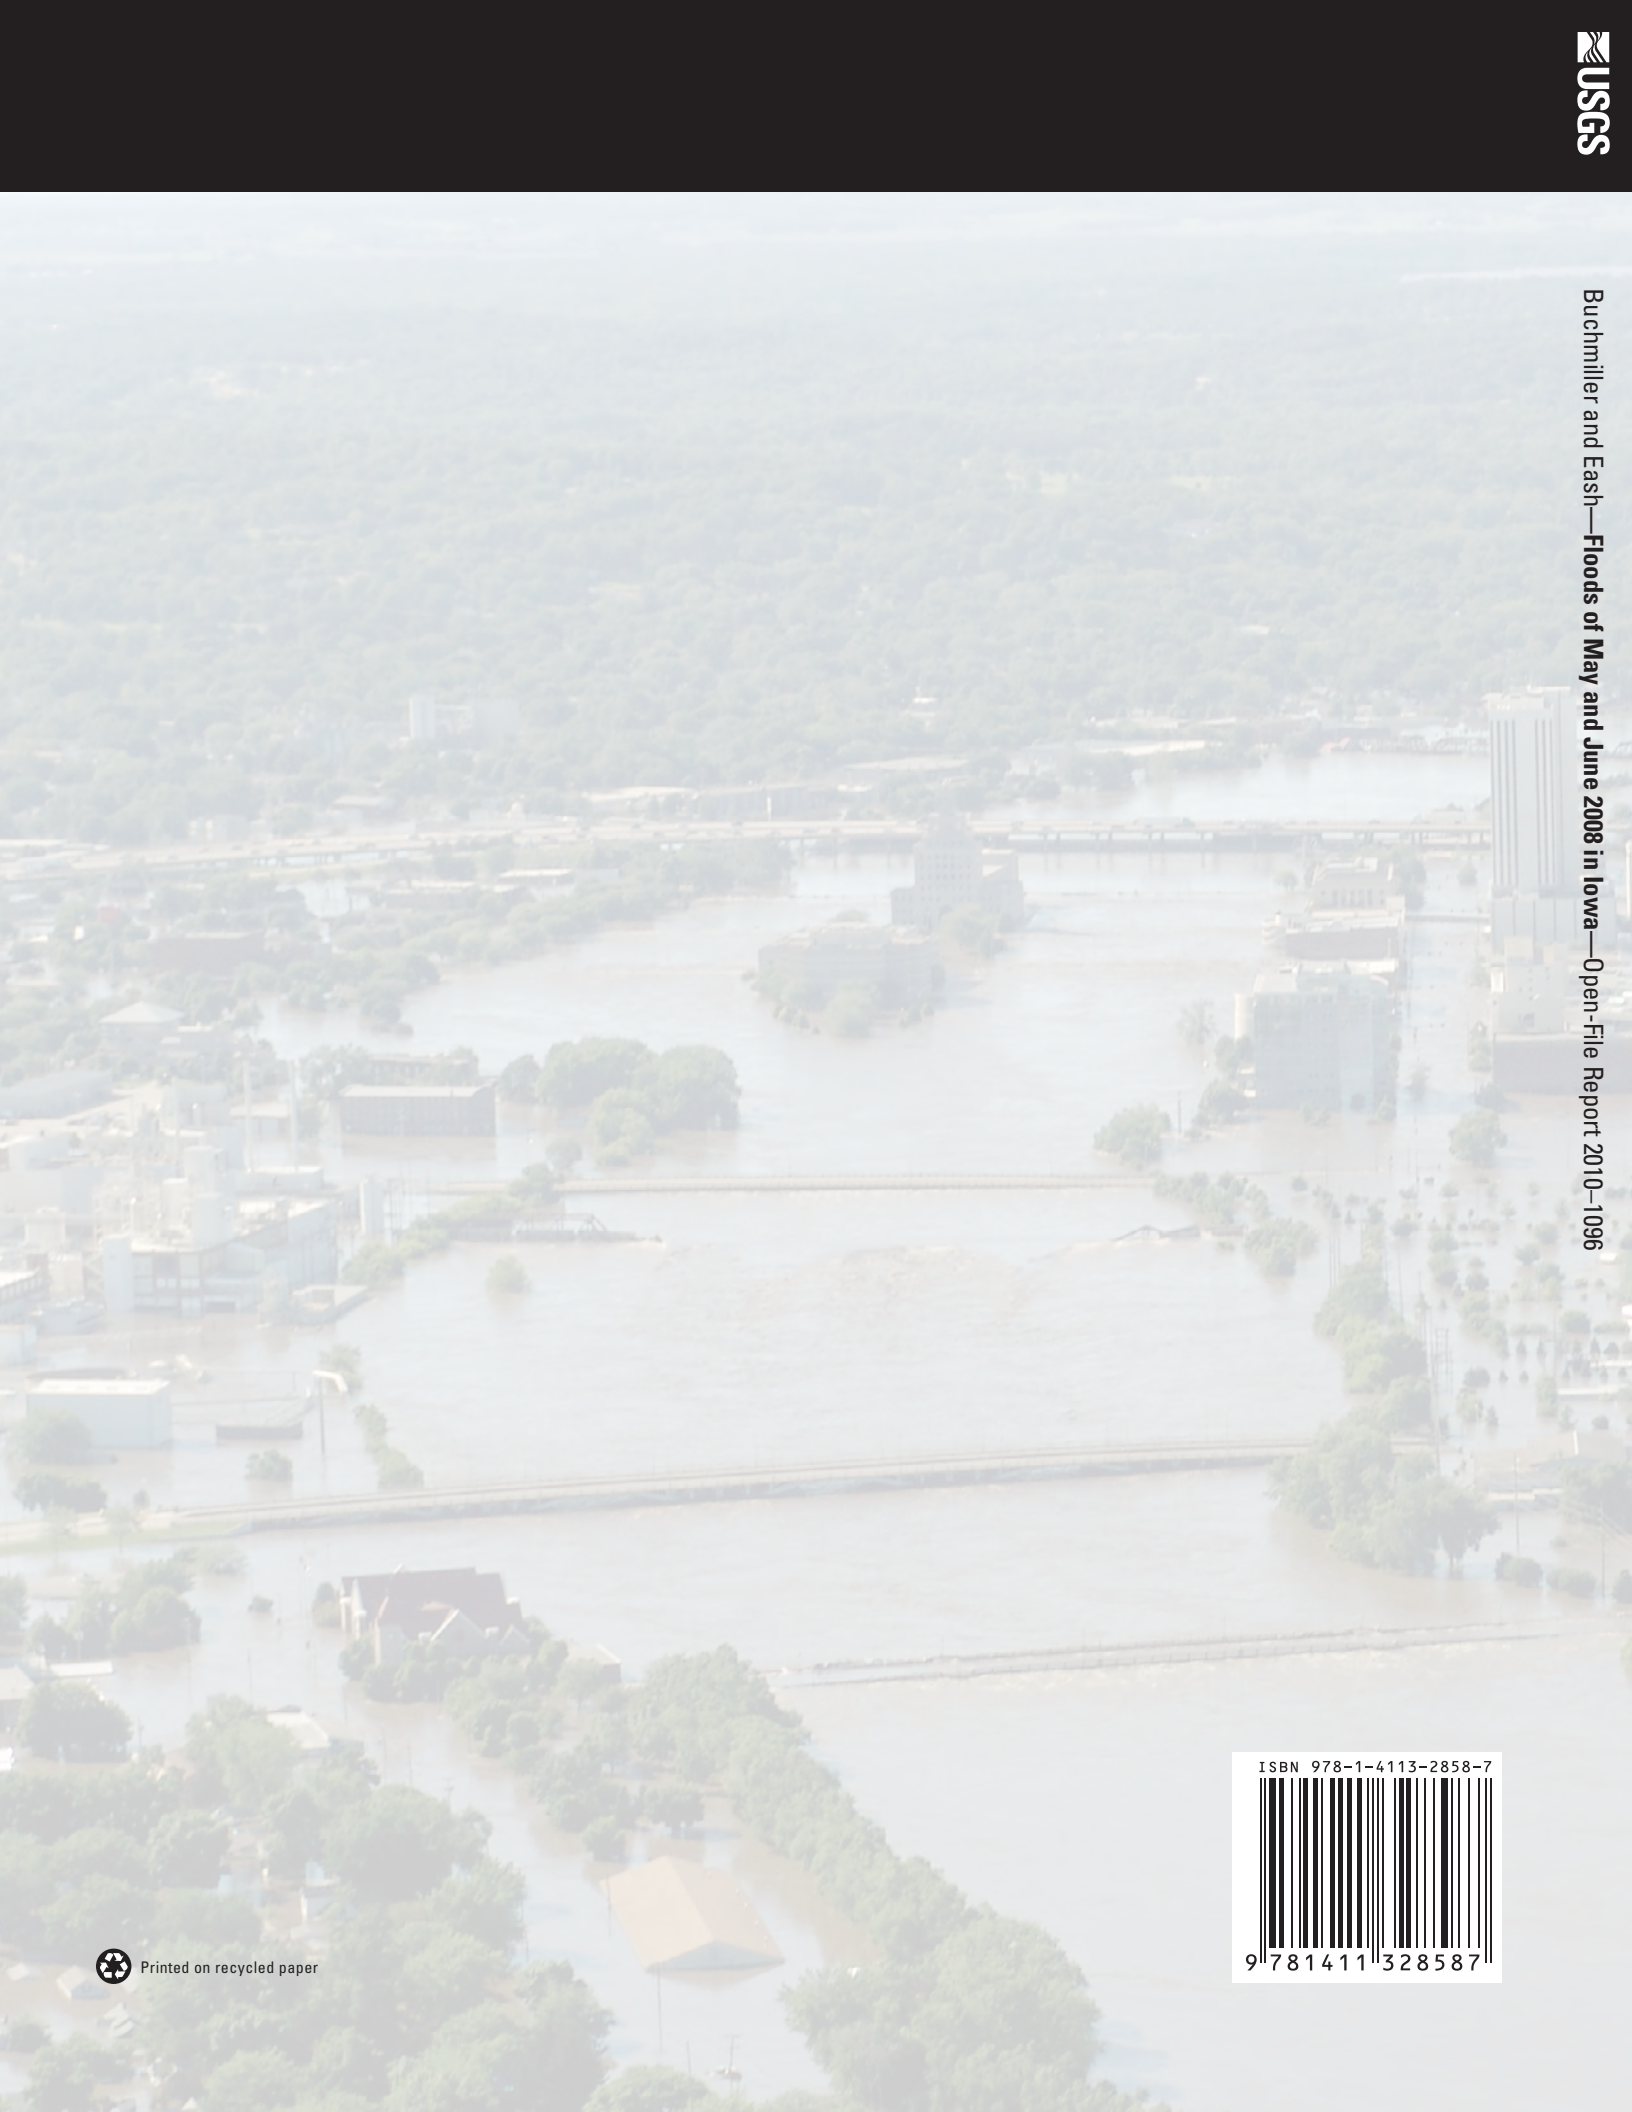 USGS
Buchmiller and Eash—Floods of May and June 2008 in Iowa—Open-File Report 2010–1096
ISBN 978-1-4113-2858-7
9 781411 328587
Printed on recycled paper